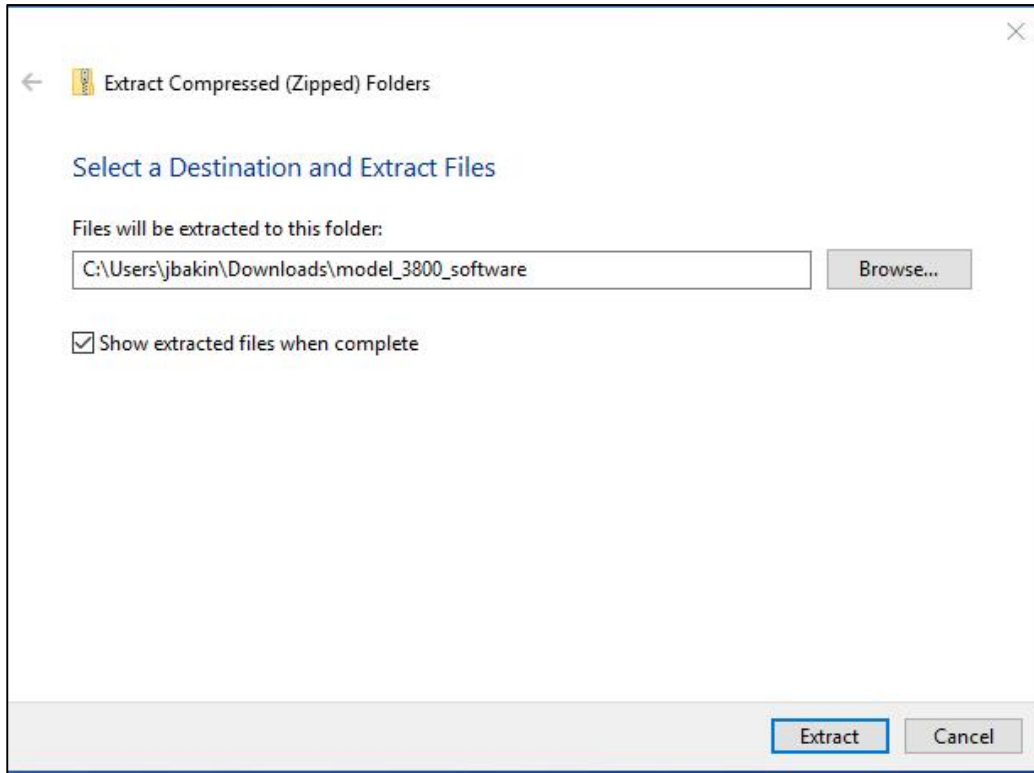 Extract Compressed (Zipped) Folders
Select a Destination and Extract Files
Files will be extracted to this folder:
C:\Users\jbakin\Downloads\model_3800_software
Browse...
Show extracted files when complete
Extract
Cancel